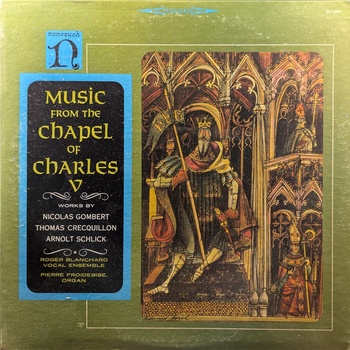 nonesuch
n
MUSIC
FROM THE
CHAPEL
OF
CHARLES
V
WORKS BY
NICOLAS GOMBERT
THOMAS CRECQUILLON
ARNOLT SCHLICK
ROGER BLANCHARD
VOCAL ENSEMBLE
PIERRE FROIDEBISE,
ORGAN